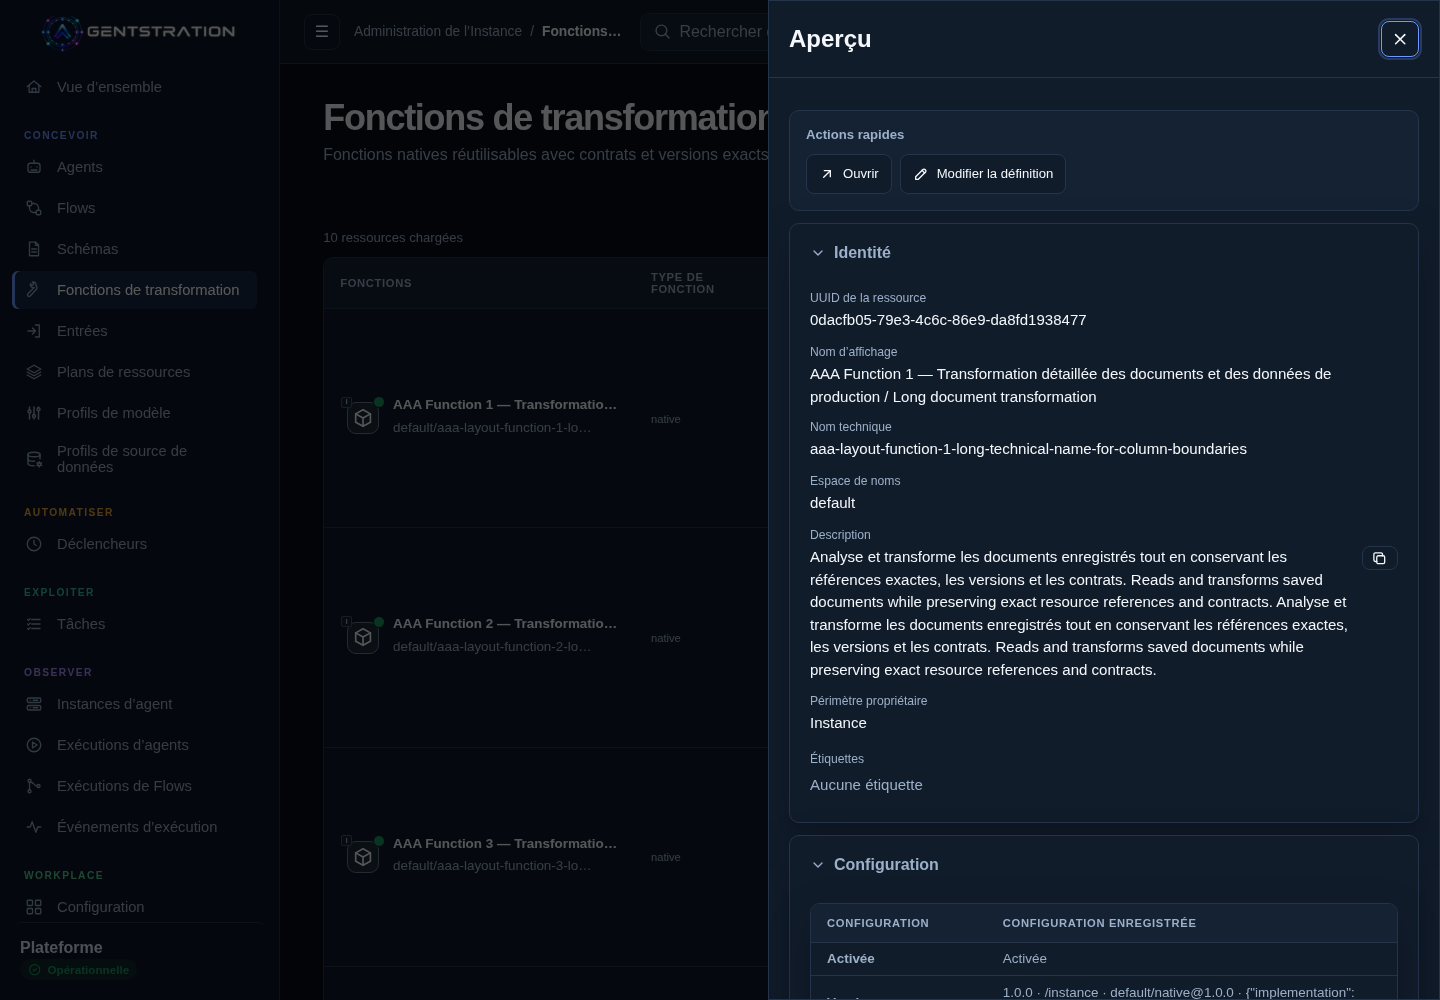 GENTSTRATION
Vue d’ensemble
CONCEVOIR
Agents
Flows
Schémas
Fonctions de transformation
Entrées
Plans de ressources
Profils de modèle
Profils de source de
données
AUTOMATISER
Déclencheurs
EXPLOITER
Tâches
OBSERVER
Instances d’agent
Exécutions d’agents
Exécutions de Flows
Événements d’exécution
WORKPLACE
Configuration
Plateforme
Opérationnelle
Administration de l’Instance / Fonctions…
Rechercher
Fonctions de transformation
Fonctions natives réutilisables avec contrats et versions exacts
10 ressources chargées
FONCTIONS
TYPE DE
FONCTION
AAA Function 1 — Transformatio…
default/aaa-layout-function-1-lo…
native
AAA Function 2 — Transformatio…
default/aaa-layout-function-2-lo…
native
AAA Function 3 — Transformatio…
default/aaa-layout-function-3-lo…
native
Aperçu
Actions rapides
Ouvrir
Modifier la définition
Identité
UUID de la ressource
0dacfb05-79e3-4c6c-86e9-da8fd1938477
Nom d’affichage
AAA Function 1 — Transformation détaillée des documents et des données de
production / Long document transformation
Nom technique
aaa-layout-function-1-long-technical-name-for-column-boundaries
Espace de noms
default
Description
Analyse et transforme les documents enregistrés tout en conservant les
références exactes, les versions et les contrats. Reads and transforms saved
documents while preserving exact resource references and contracts. Analyse et
transforme les documents enregistrés tout en conservant les références exactes,
les versions et les contrats. Reads and transforms saved documents while
preserving exact resource references and contracts.
Périmètre propriétaire
Instance
Étiquettes
Aucune étiquette
Configuration
CONFIGURATION
CONFIGURATION ENREGISTRÉE
Activée
Activée
1.0.0 · /instance · default/native@1.0.0 · {"implementation":